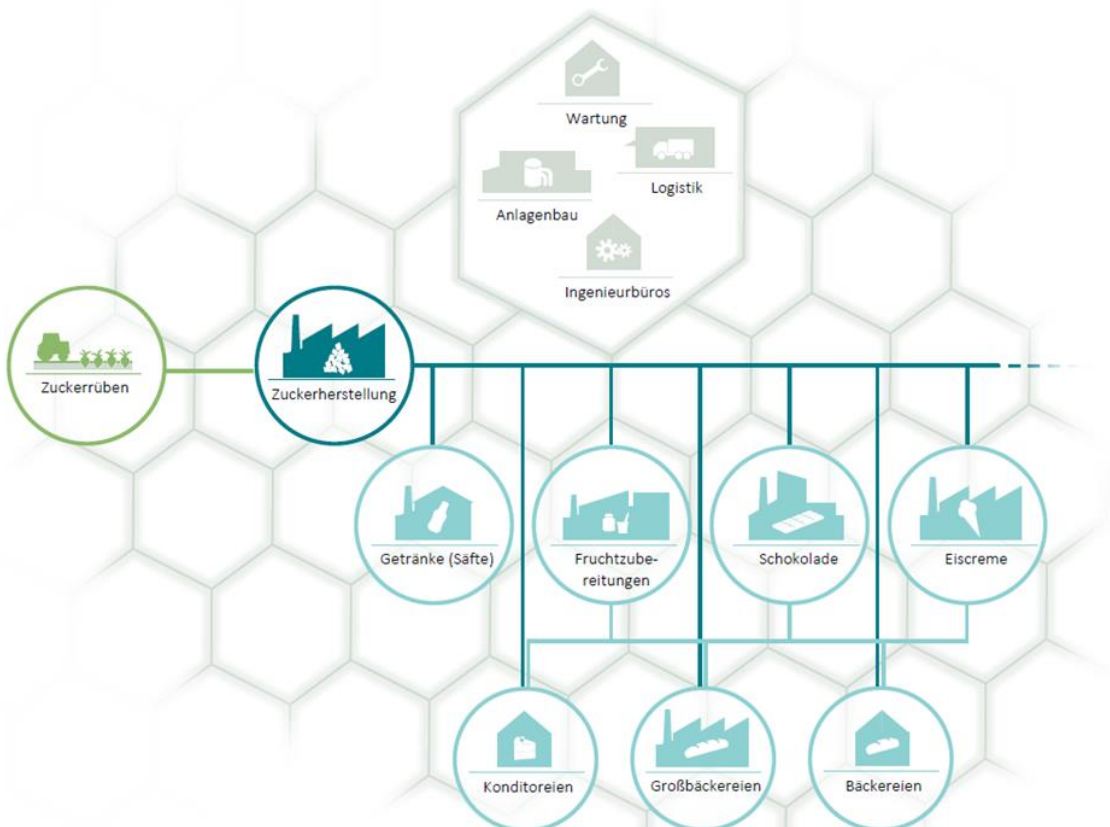 Wartung
Logistik
Anlagenbau
Ingenieurbüros
Zuckerrüben
Zuckerherstellung
Getränke (Säfte)
Fruchtzube-
reitungen
Schokolade
Eiscreme
Konditoreien
Großbäckereien
Bäckereien